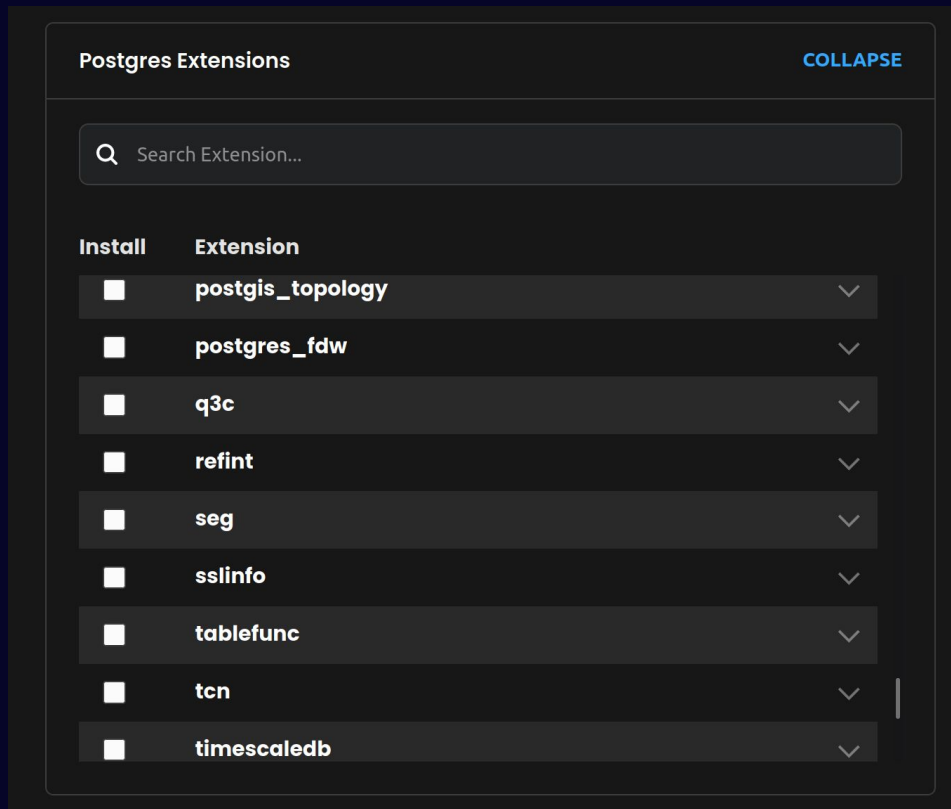 Postgres Extensions COLLAPSE
Search Extension...
Install Extension
postgis_topology
postgres_fdw
q3c
refint
seg
sslinfo
tablefunc
tcn
timescaledb